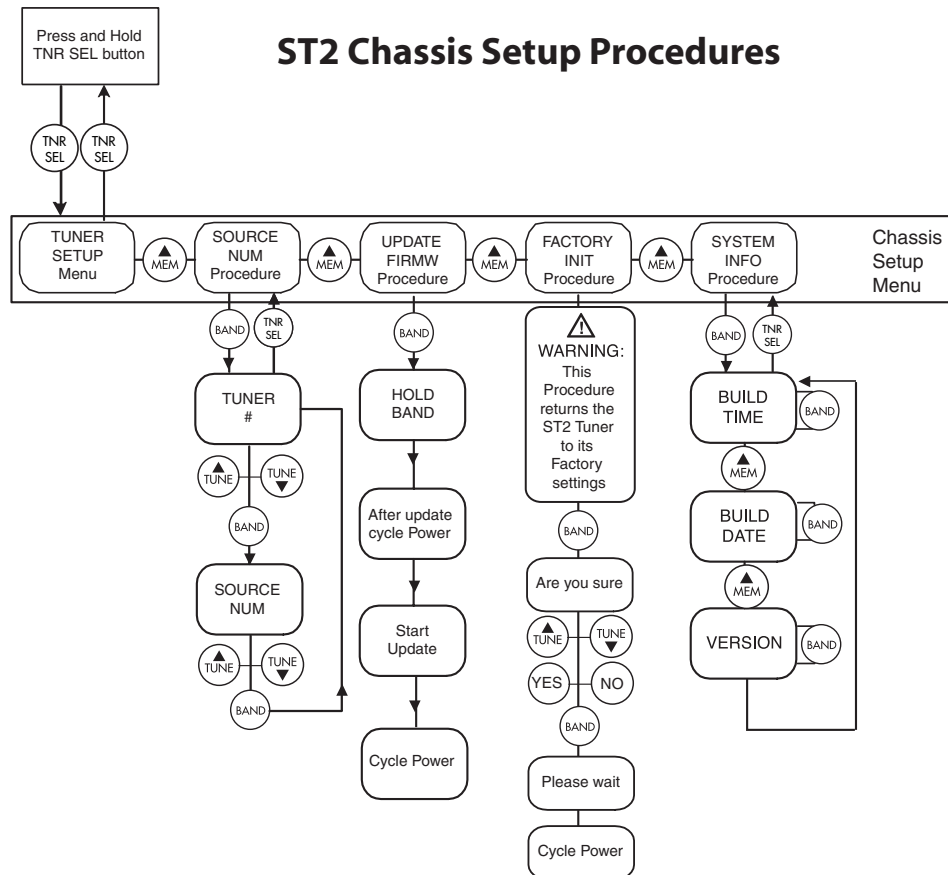 Press and Hold
TNR SEL button
ST2 Chassis Setup Procedures
TNR
SEL
TNR
SEL
TUNER
SETUP
Menu
MEM
SOURCE
NUM
Procedure
MEM
UPDATE
FIRMW
Procedure
MEM
FACTORY
INIT
Procedure
MEM
SYSTEM
INFO
Procedure
Chassis
Setup
Menu
BAND
TNR
SEL
TUNER
#
TUNE
TUNE
BAND
SOURCE
NUM
TUNE
TUNE
BAND
BAND
HOLD
BAND
After update
cycle Power
Start
Update
Cycle Power
WARNING:
This
Procedure
returns the
ST2 Tuner
to its
Factory
settings
BAND
Are you sure
TUNE
TUNE
YES
NO
BAND
Please wait
Cycle Power
BAND
TNR
SEL
BUILD
TIME
BAND
MEM
BUILD
DATE
BAND
MEM
VERSION
BAND